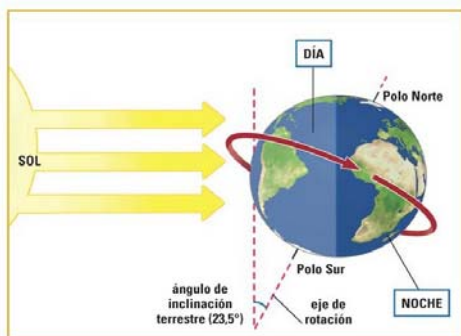 DÍA
Polo Norte
SOL
Polo Sur
ángulo de
inclinación
terrestre (23,5°)
eje de
rotación
NOCHE